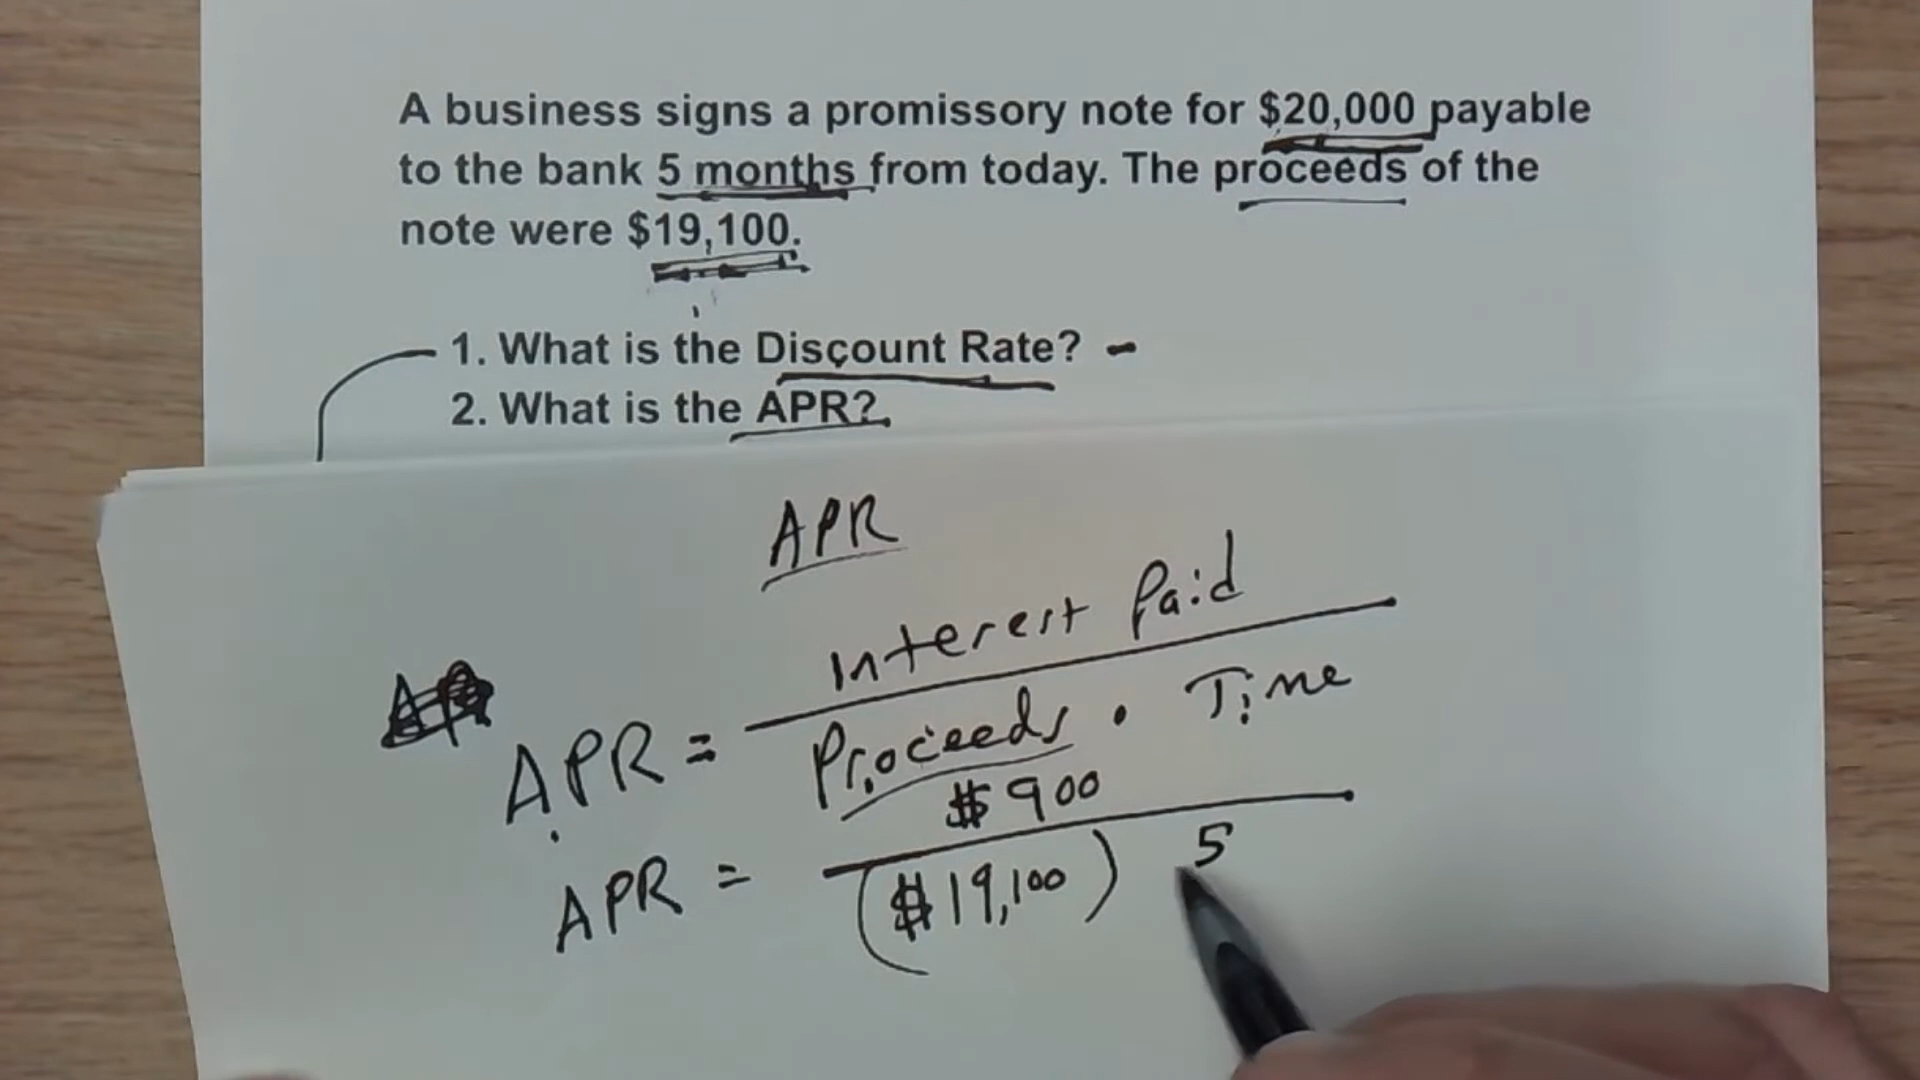 A business signs a promissory note for $20,000 payable
to the bank 5 months from today. The proceeds of the
note were $19,100.
1. What is the Discount Rate? -
2. What is the APR?
APR
Interest Paid
APR = Proceeds . Time
$900
APR = ($19,100) 5